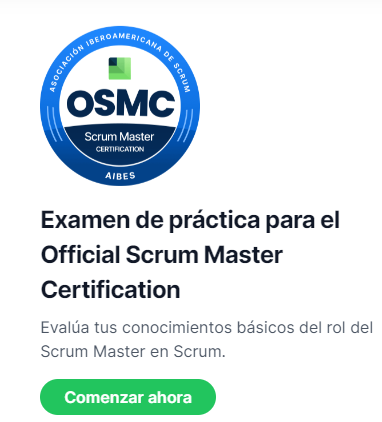 ASOCIACIÓN IBEROAMERICANA DE SCRUM
OSMC
Scrum Master
CERTIFICATION
AIBES
Examen de práctica para el
Official Scrum Master
Certification
Evalúa tus conocimientos básicos del rol del
Scrum Master en Scrum.
Comenzar ahora